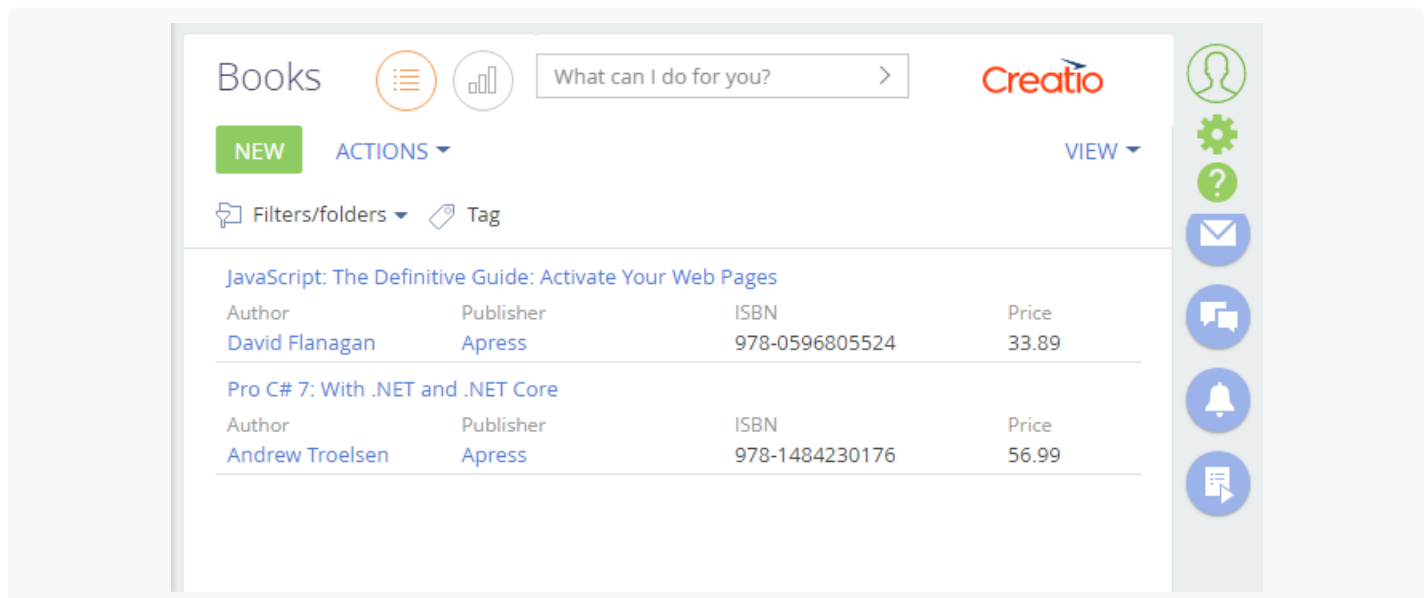 Books What can I do for you? Creatio
NEW ACTIONS VIEW
Filters/folders Tag
JavaScript: The Definitive Guide: Activate Your Web Pages
Author Publisher ISBN Price
David Flanagan Apress 978-0596805524 33.89
Pro C# 7: With .NET and .NET Core
Author Publisher ISBN Price
Andrew Troelsen Apress 978-1484230176 56.99